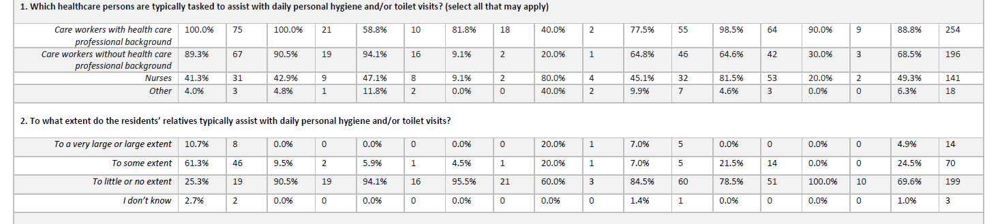 1. Which healthcare persons are typically tasked to assist with daily personal hygiene and/or toilet visits? (select all that may apply)
Care workers with health care professional background 100.0% 75 100.0% 21 58.8% 10 81.8% 18 40.0% 2 77.5% 55 98.5% 64 90.0% 9 88.8% 254
Care workers without health care professional background 89.3% 67 90.5% 19 94.1% 16 9.1% 2 20.0% 1 64.8% 46 64.6% 42 30.0% 3 68.5% 196
Nurses 41.3% 31 42.9% 9 47.1% 8 9.1% 2 80.0% 4 45.1% 32 81.5% 53 20.0% 2 49.3% 141
Other 4.0% 3 4.8% 1 11.8% 2 0.0% 0 40.0% 2 9.9% 7 4.6% 3 0.0% 0 6.3% 18
2. To what extent do the residents’ relatives typically assist with daily personal hygiene and/or toilet visits?
To a very large or large extent 10.7% 8 0.0% 0 0.0% 0 0.0% 0 20.0% 1 7.0% 5 0.0% 0 0.0% 0 4.9% 14
To some extent 61.3% 46 9.5% 2 5.9% 1 4.5% 1 20.0% 1 7.0% 5 21.5% 14 0.0% 0 24.5% 70
To little or no extent 25.3% 19 90.5% 19 94.1% 16 95.5% 21 60.0% 3 84.5% 60 78.5% 51 100.0% 10 69.6% 199
I don’t know 2.7% 2 0.0% 0 0.0% 0 0.0% 0 0.0% 0 1.4% 1 0.0% 0 0.0% 0 1.0% 3